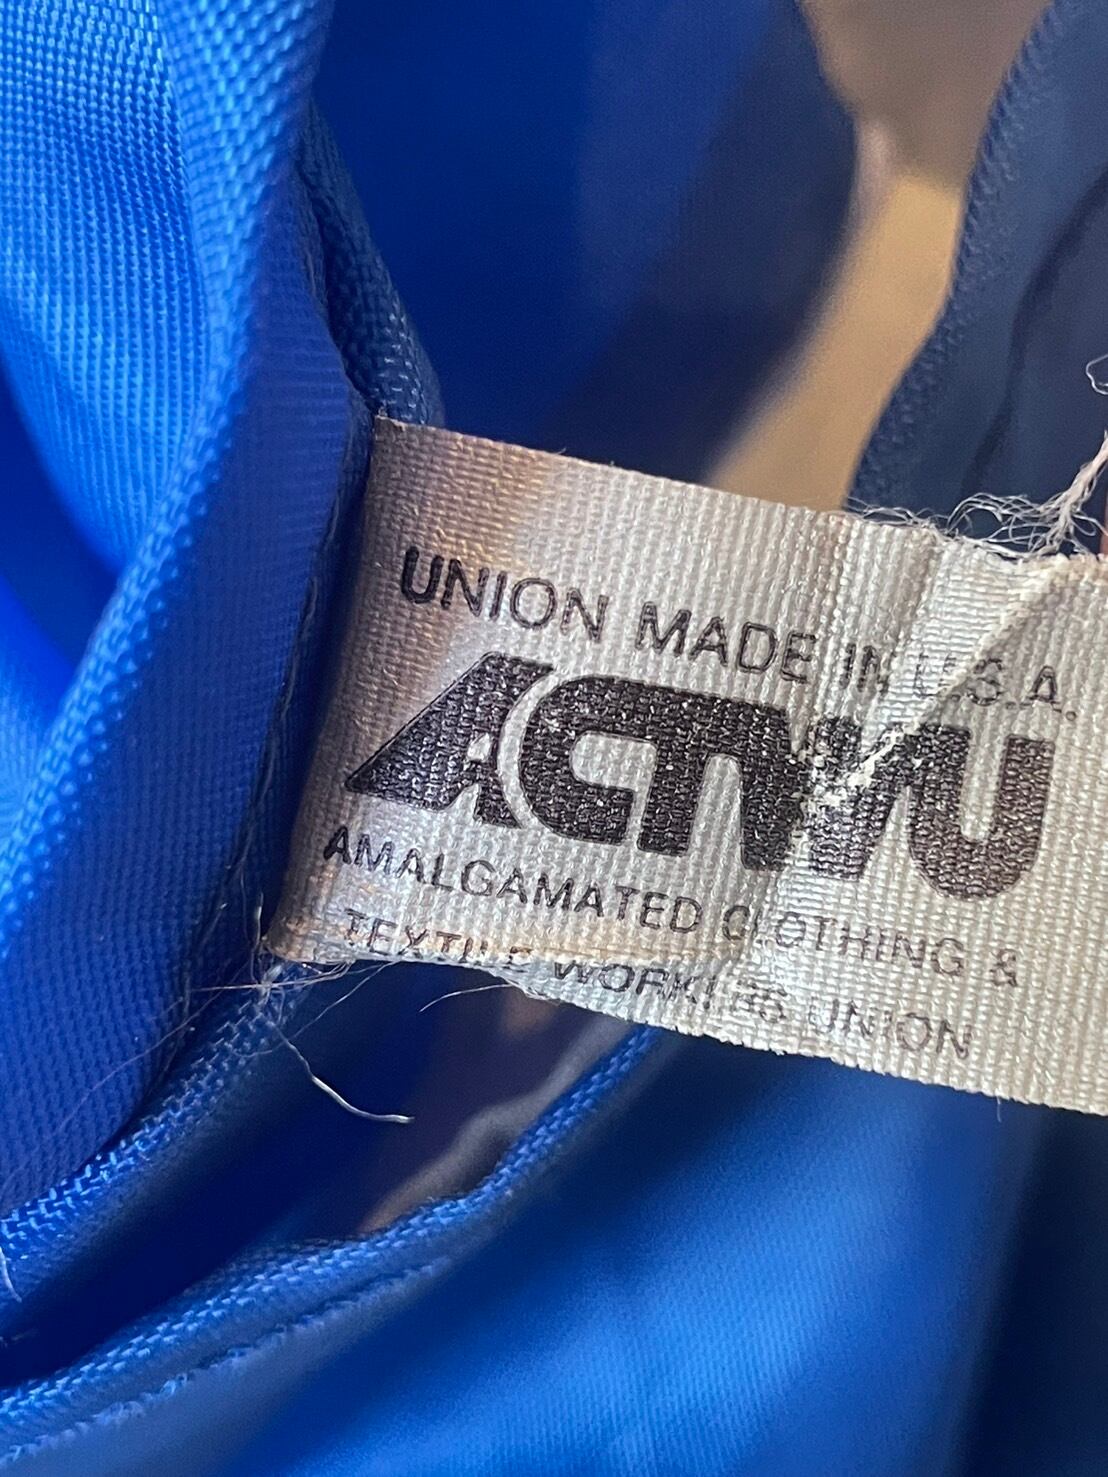 UNION MADE IN U.S.A.
ACTWU
AMALGAMATED CLOTHING &
TEXTILE WORKERS UNION